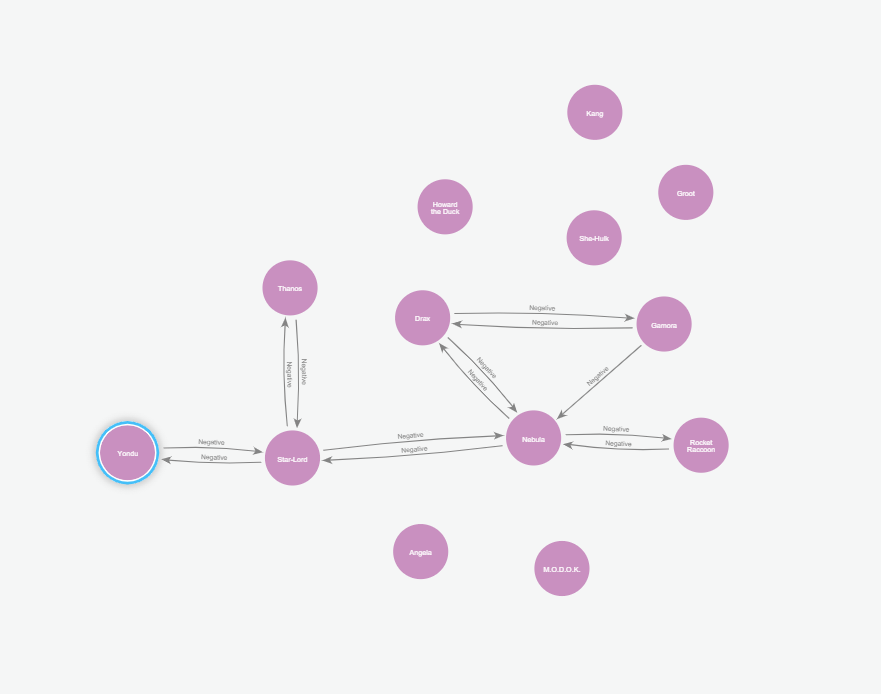 Kang
Groot
Howard
the Duck
She-Hulk
Thanos
Negative
Drax
Gamora
Negative
Negative
Negative
Negative
Negative
Negative
Negative
Negative
Negative
Negative
Nebula
Negative
Rocket
Raccoon
Negative
Yondu
Negative
Star-Lord
Negative
Angela
M.O.D.O.K.